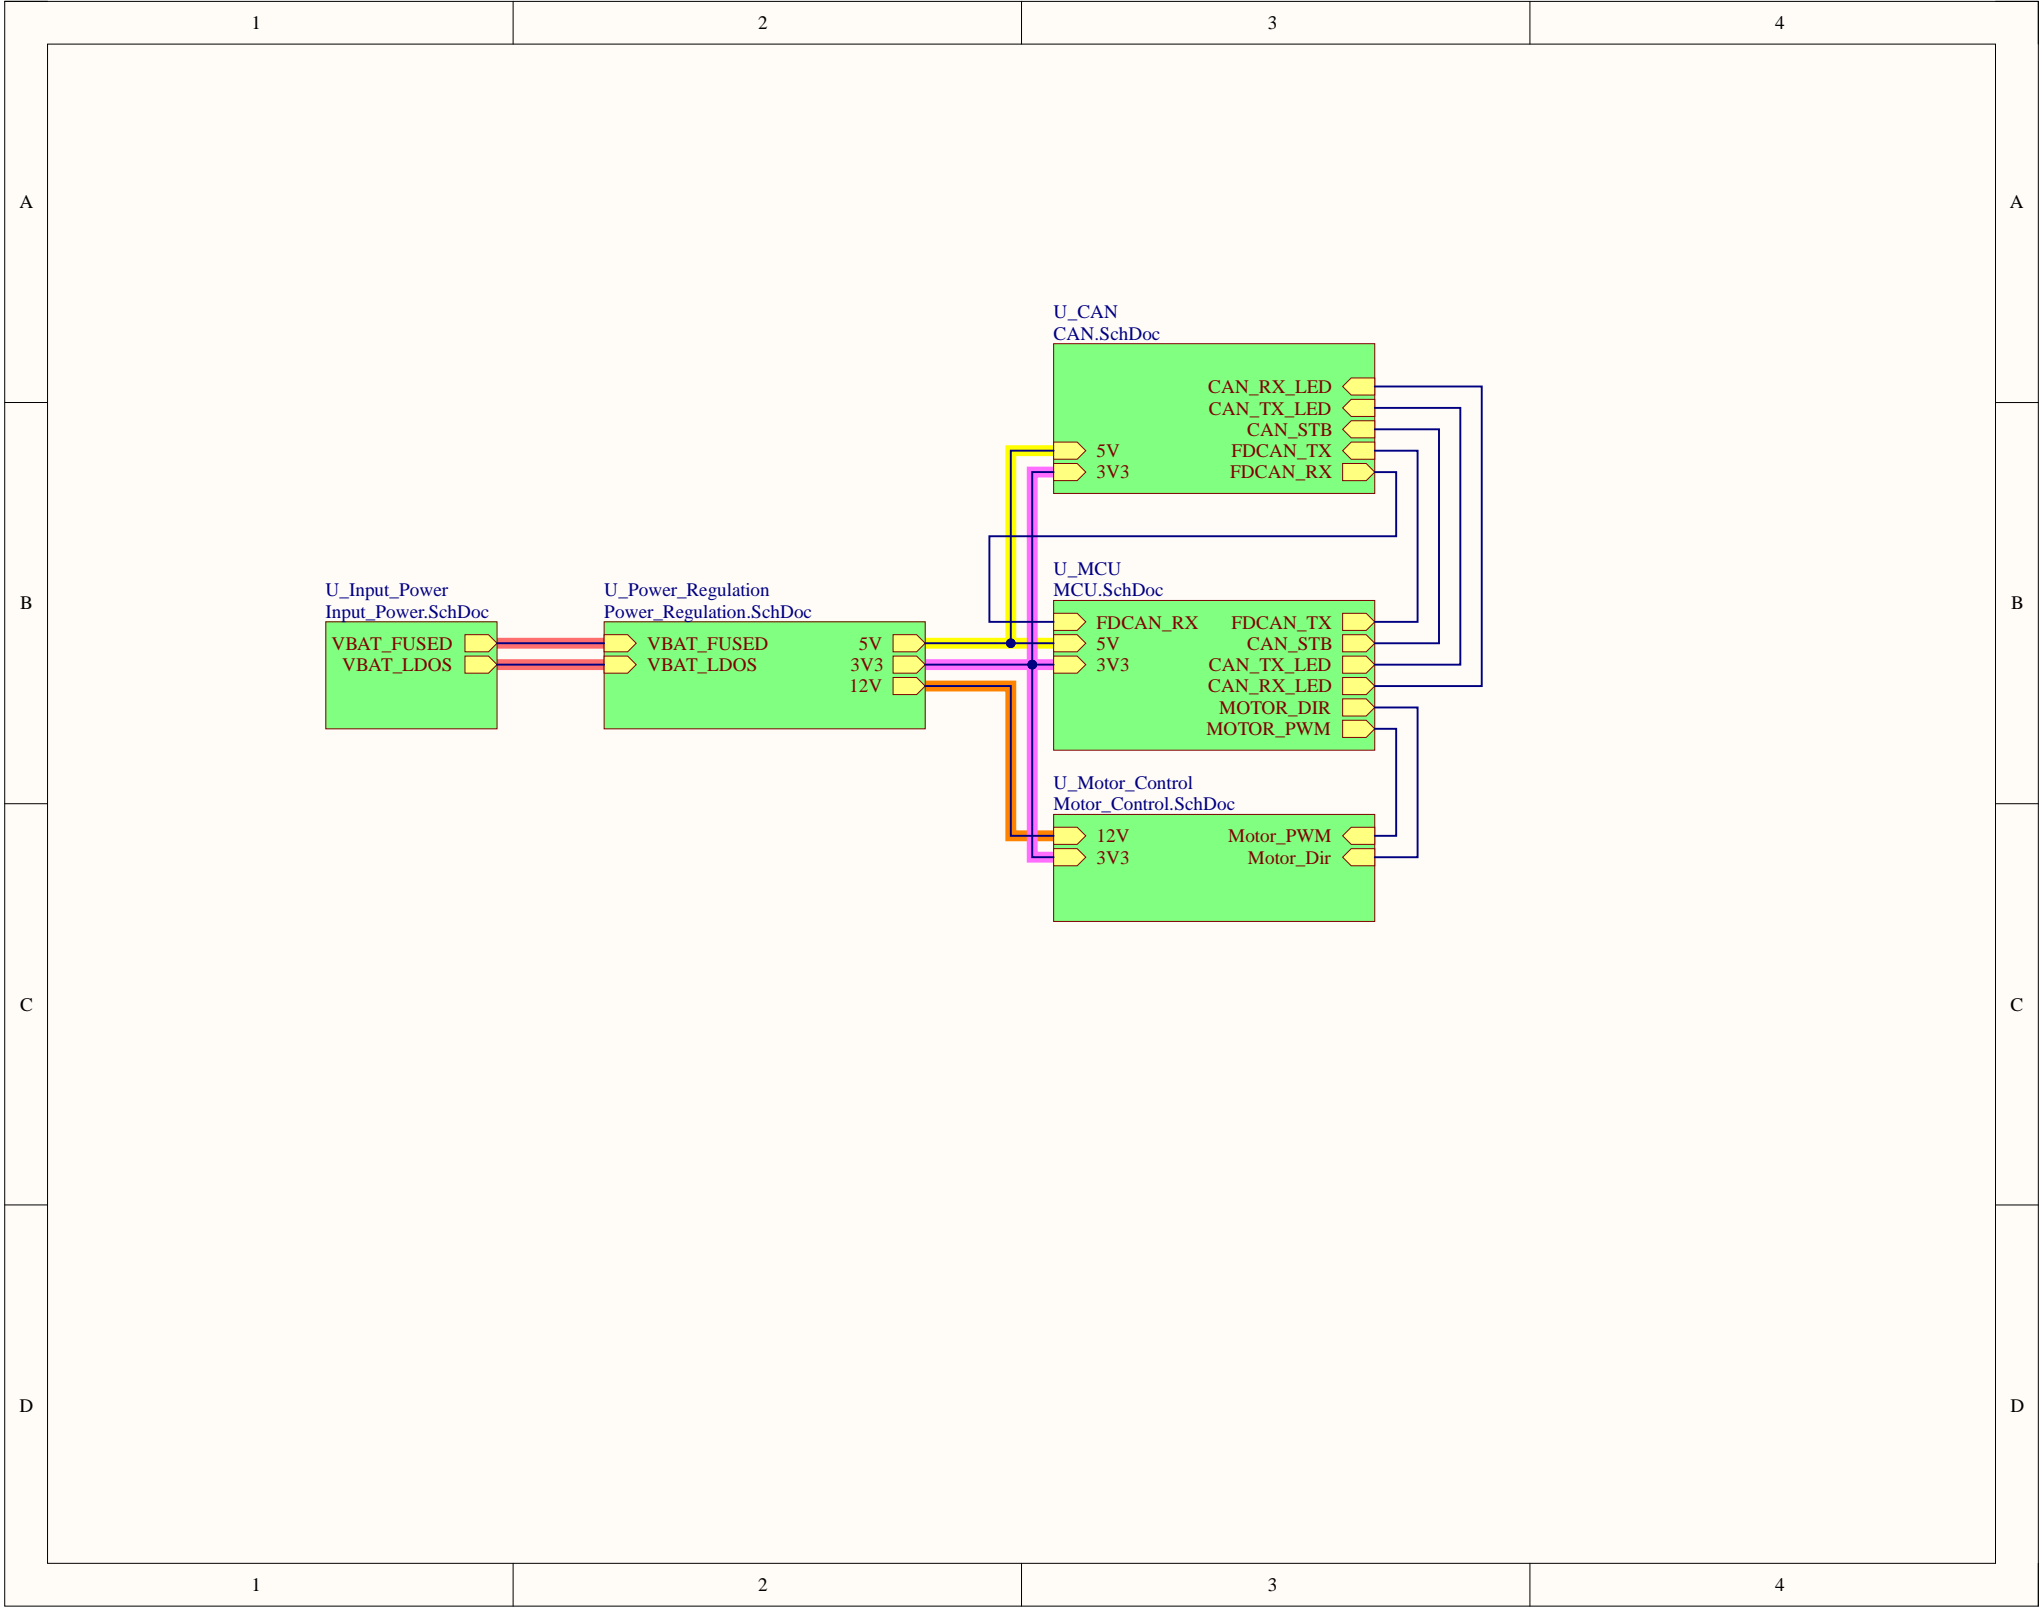 1 2 3 4
A A
U_CAN
CAN.SchDoc
CAN_RX_LED
CAN_TX_LED
CAN_STB
5V FDCAN_TX
3V3 FDCAN_RX
B B
U_Input_Power
Input_Power.SchDoc
VBAT_FUSED
VBAT_LDOS
U_Power_Regulation
Power_Regulation.SchDoc
VBAT_FUSED 5V
VBAT_LDOS 3V3
12V
U_MCU
MCU.SchDoc
FDCAN_RX FDCAN_TX
5V CAN_STB
3V3 CAN_TX_LED
CAN_RX_LED
MOTOR_DIR
MOTOR_PWM
U_Motor_Control
Motor_Control.SchDoc
12V Motor_PWM
3V3 Motor_Dir
C C
D D
1 2 3 4